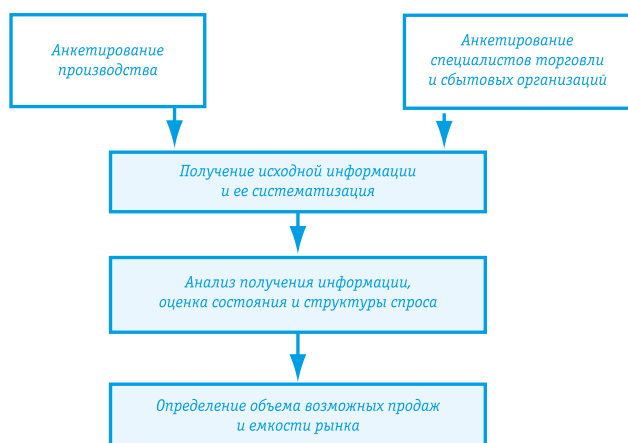 Анкетирование
производства
Анкетирование
специалистов торговли
и сбытовых организаций
Получение исходной информации
и ее систематизация
Анализ получения информации,
оценка состояния и структуры спроса
Определение объема возможных продаж
и емкости рынка